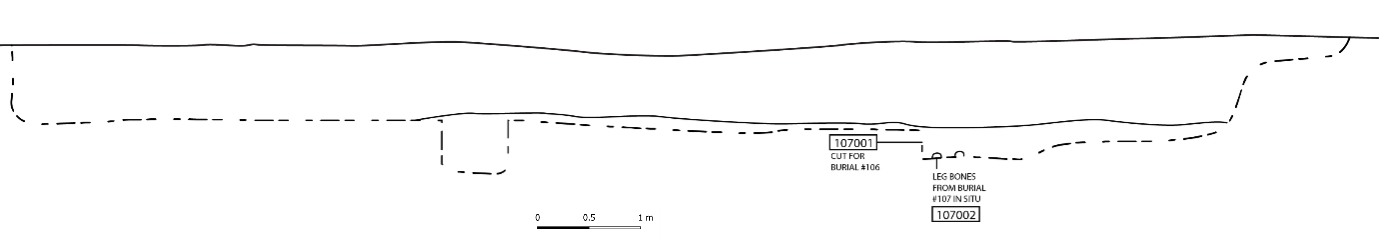 107001
CUT FOR
BURIAL #106
LEG BONES
FROM BURIAL
#107 IN SITU
107002
0 0.5 1 m